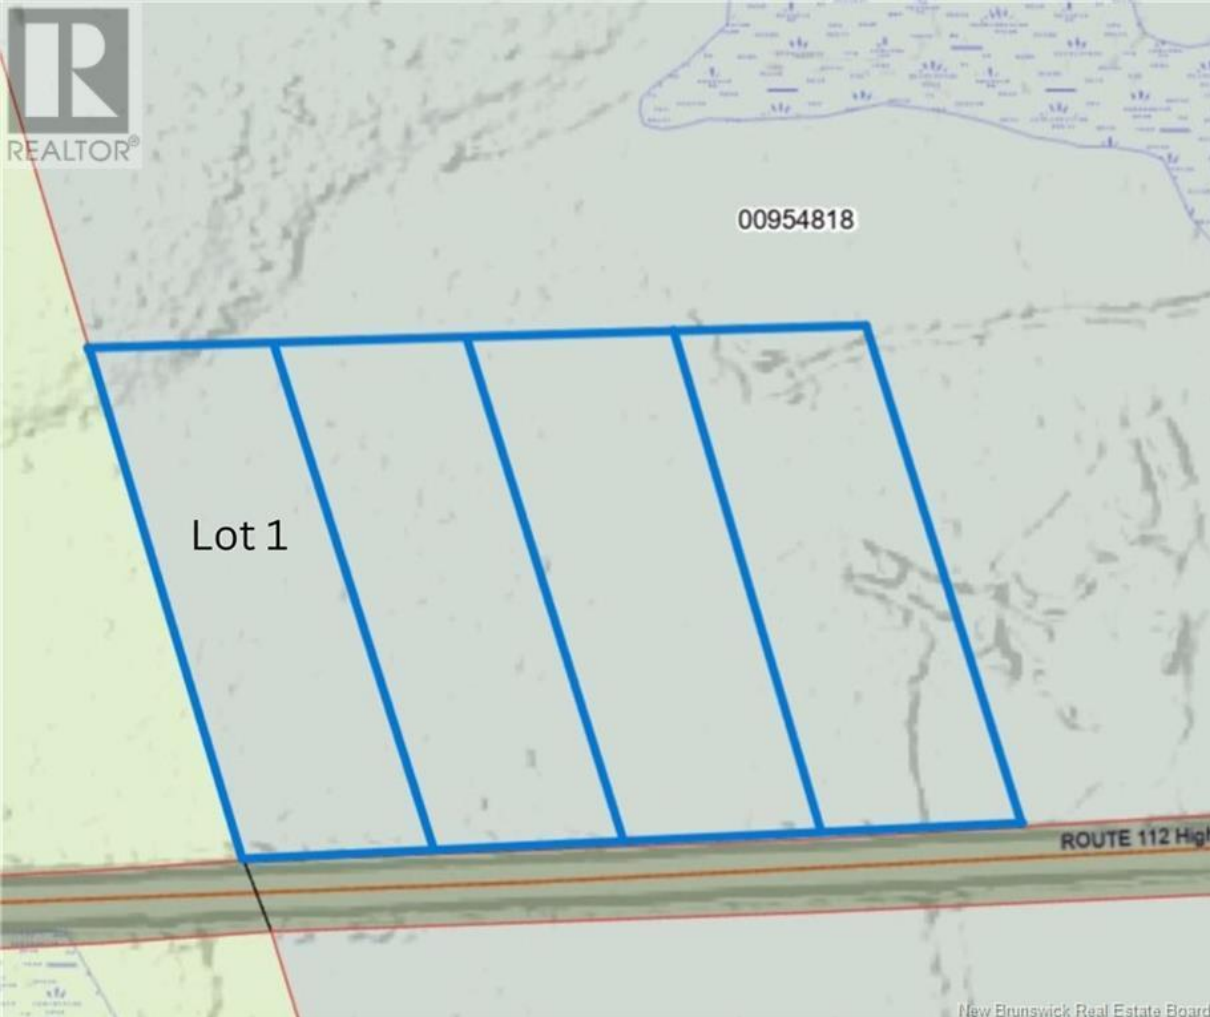 R
REALTOR®
00954818
Lot 1
ROUTE 112 High
New Brunswick Real Estate Board